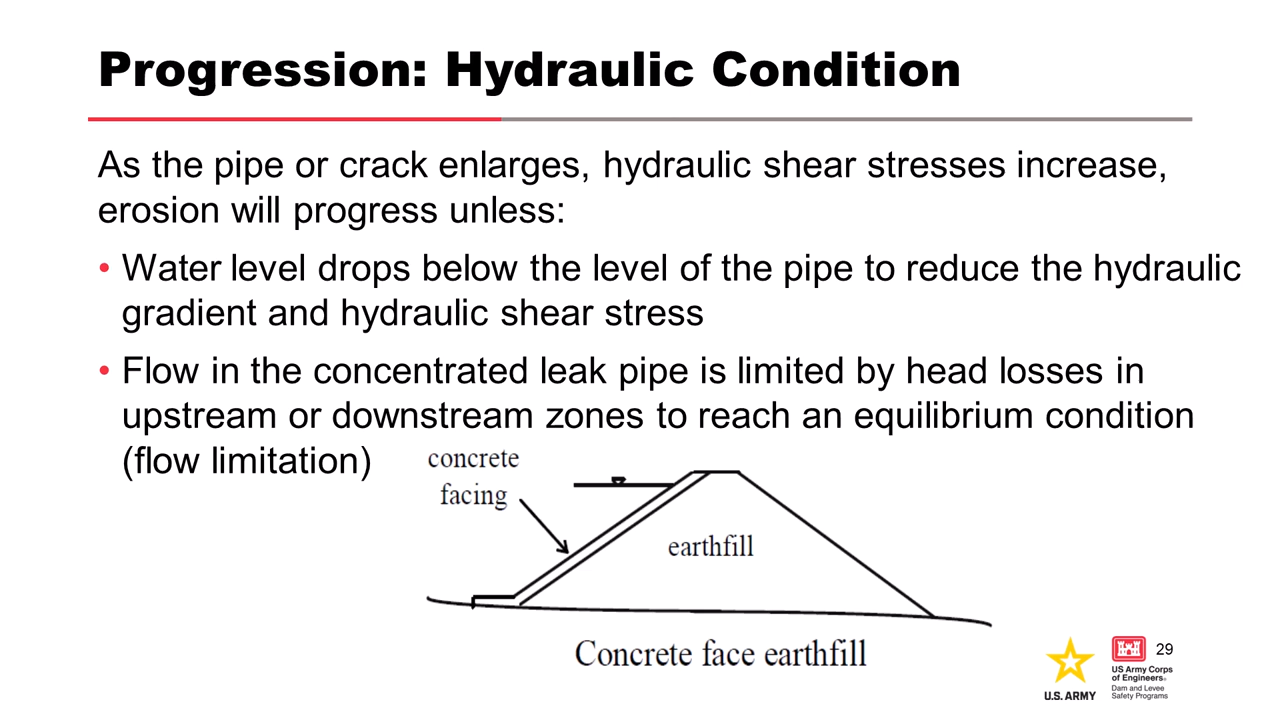 Progression: Hydraulic Condition
As the pipe or crack enlarges, hydraulic shear stresses increase,
erosion will progress unless:
• Water level drops below the level of the pipe to reduce the hydraulic
gradient and hydraulic shear stress
• Flow in the concentrated leak pipe is limited by head losses in
upstream or downstream zones to reach an equilibrium condition
(flow limitation)
concrete
facing
earthfill
Concrete face earthfill
U.S. ARMY
US Army Corps
of Engineers®
Dam and Levee
Safety Programs
29